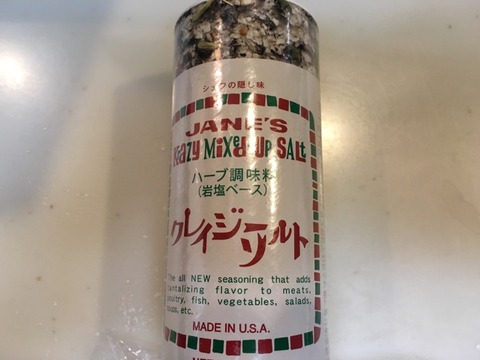 シェフの隠し味
JANE'S
Krazy Mixed-Up SALt
ハーブ調味料
(岩塩ベース)
クレイジーソルト
The all NEW seasoning that adds
tantalizing flavor to meats,
poultry, fish, vegetables, salads,
etc.
MADE IN U.S.A.